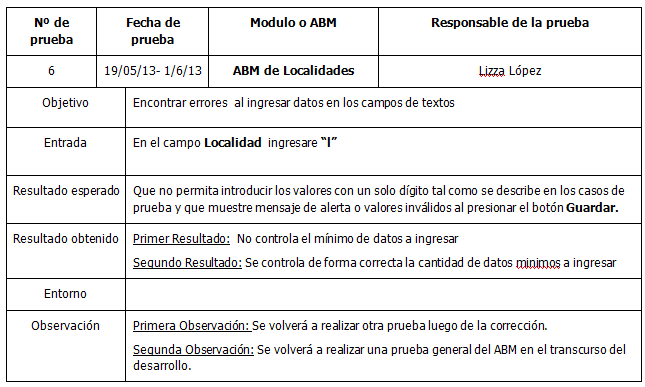 Nº de prueba Fecha de prueba Modulo o ABM Responsable de la prueba
6 19/05/13- 1/6/13 ABM de Localidades Lizza López
Objetivo Encontrar errores al ingresar datos en los campos de textos
Entrada En el campo Localidad ingresare “l”
Resultado esperado Que no permita introducir los valores con un solo dígito tal como se describe en los casos de
prueba y que muestre mensaje de alerta o valores inválidos al presionar el botón Guardar.
Resultado obtenido Primer Resultado: No controla el mínimo de datos a ingresar
Segundo Resultado: Se controla de forma correcta la cantidad de datos minimos a ingresar
Entorno
Observación Primera Observación: Se volverá a realizar otra prueba luego de la corrección.
Segunda Observación: Se volverá a realizar una prueba general del ABM en el transcurso del
desarrollo.